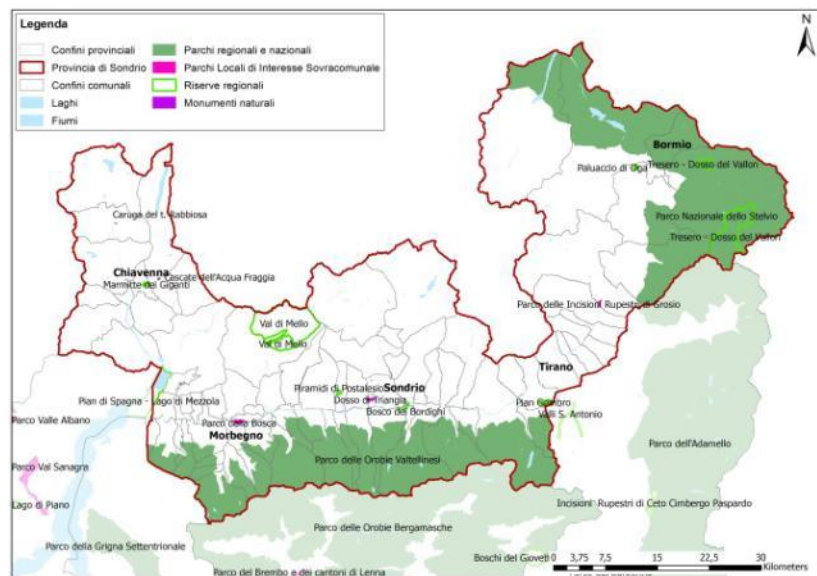 Legenda
Confini provinciali
Provincia di Sondrio
Confini comunali
Laghi
Fiumi
Parchi regionali e nazionali
Parchi Locali di Interesse Sovracomunale
Riserve regionali
Monumenti naturali
N
Bormio
Paluaccio di Oga
Tresero - Dosso del Vallon
Parco Nazionale dello Stelvio
Tresero - Dosso del Vallon
Caruga del t. Rabbiosa
Chiavenna
Cascate dell'Acqua Fraggia
Marmitte dei Giganti
Parco delle Incisioni Rupestri di Grosio
Val di Mello
Val di Mello
Tirano
Pian di Spagna - Lago di Mezzola
Piramidi di Postalesio
Sondrio
Dosso di Triangia
Bosco dei Bordighi
Pian Gembro
Valli S. Antonio
Parco Valle Albano
Parco della Bosca
Morbegno
Parco dell'Adamello
Parco Val Sanagra
Parco delle Orobie Valtellinesi
Lago di Piano
Incisioni Rupestri di Ceto Cimbergo Paspardo
Parco delle Orobie Bergamasche
Parco della Grigna Settentrionale
Boschi del Giovetto
Parco del Brembo e dei cantoni di Lenna
0 3,75 7,5 15 22,5 30
Kilometers